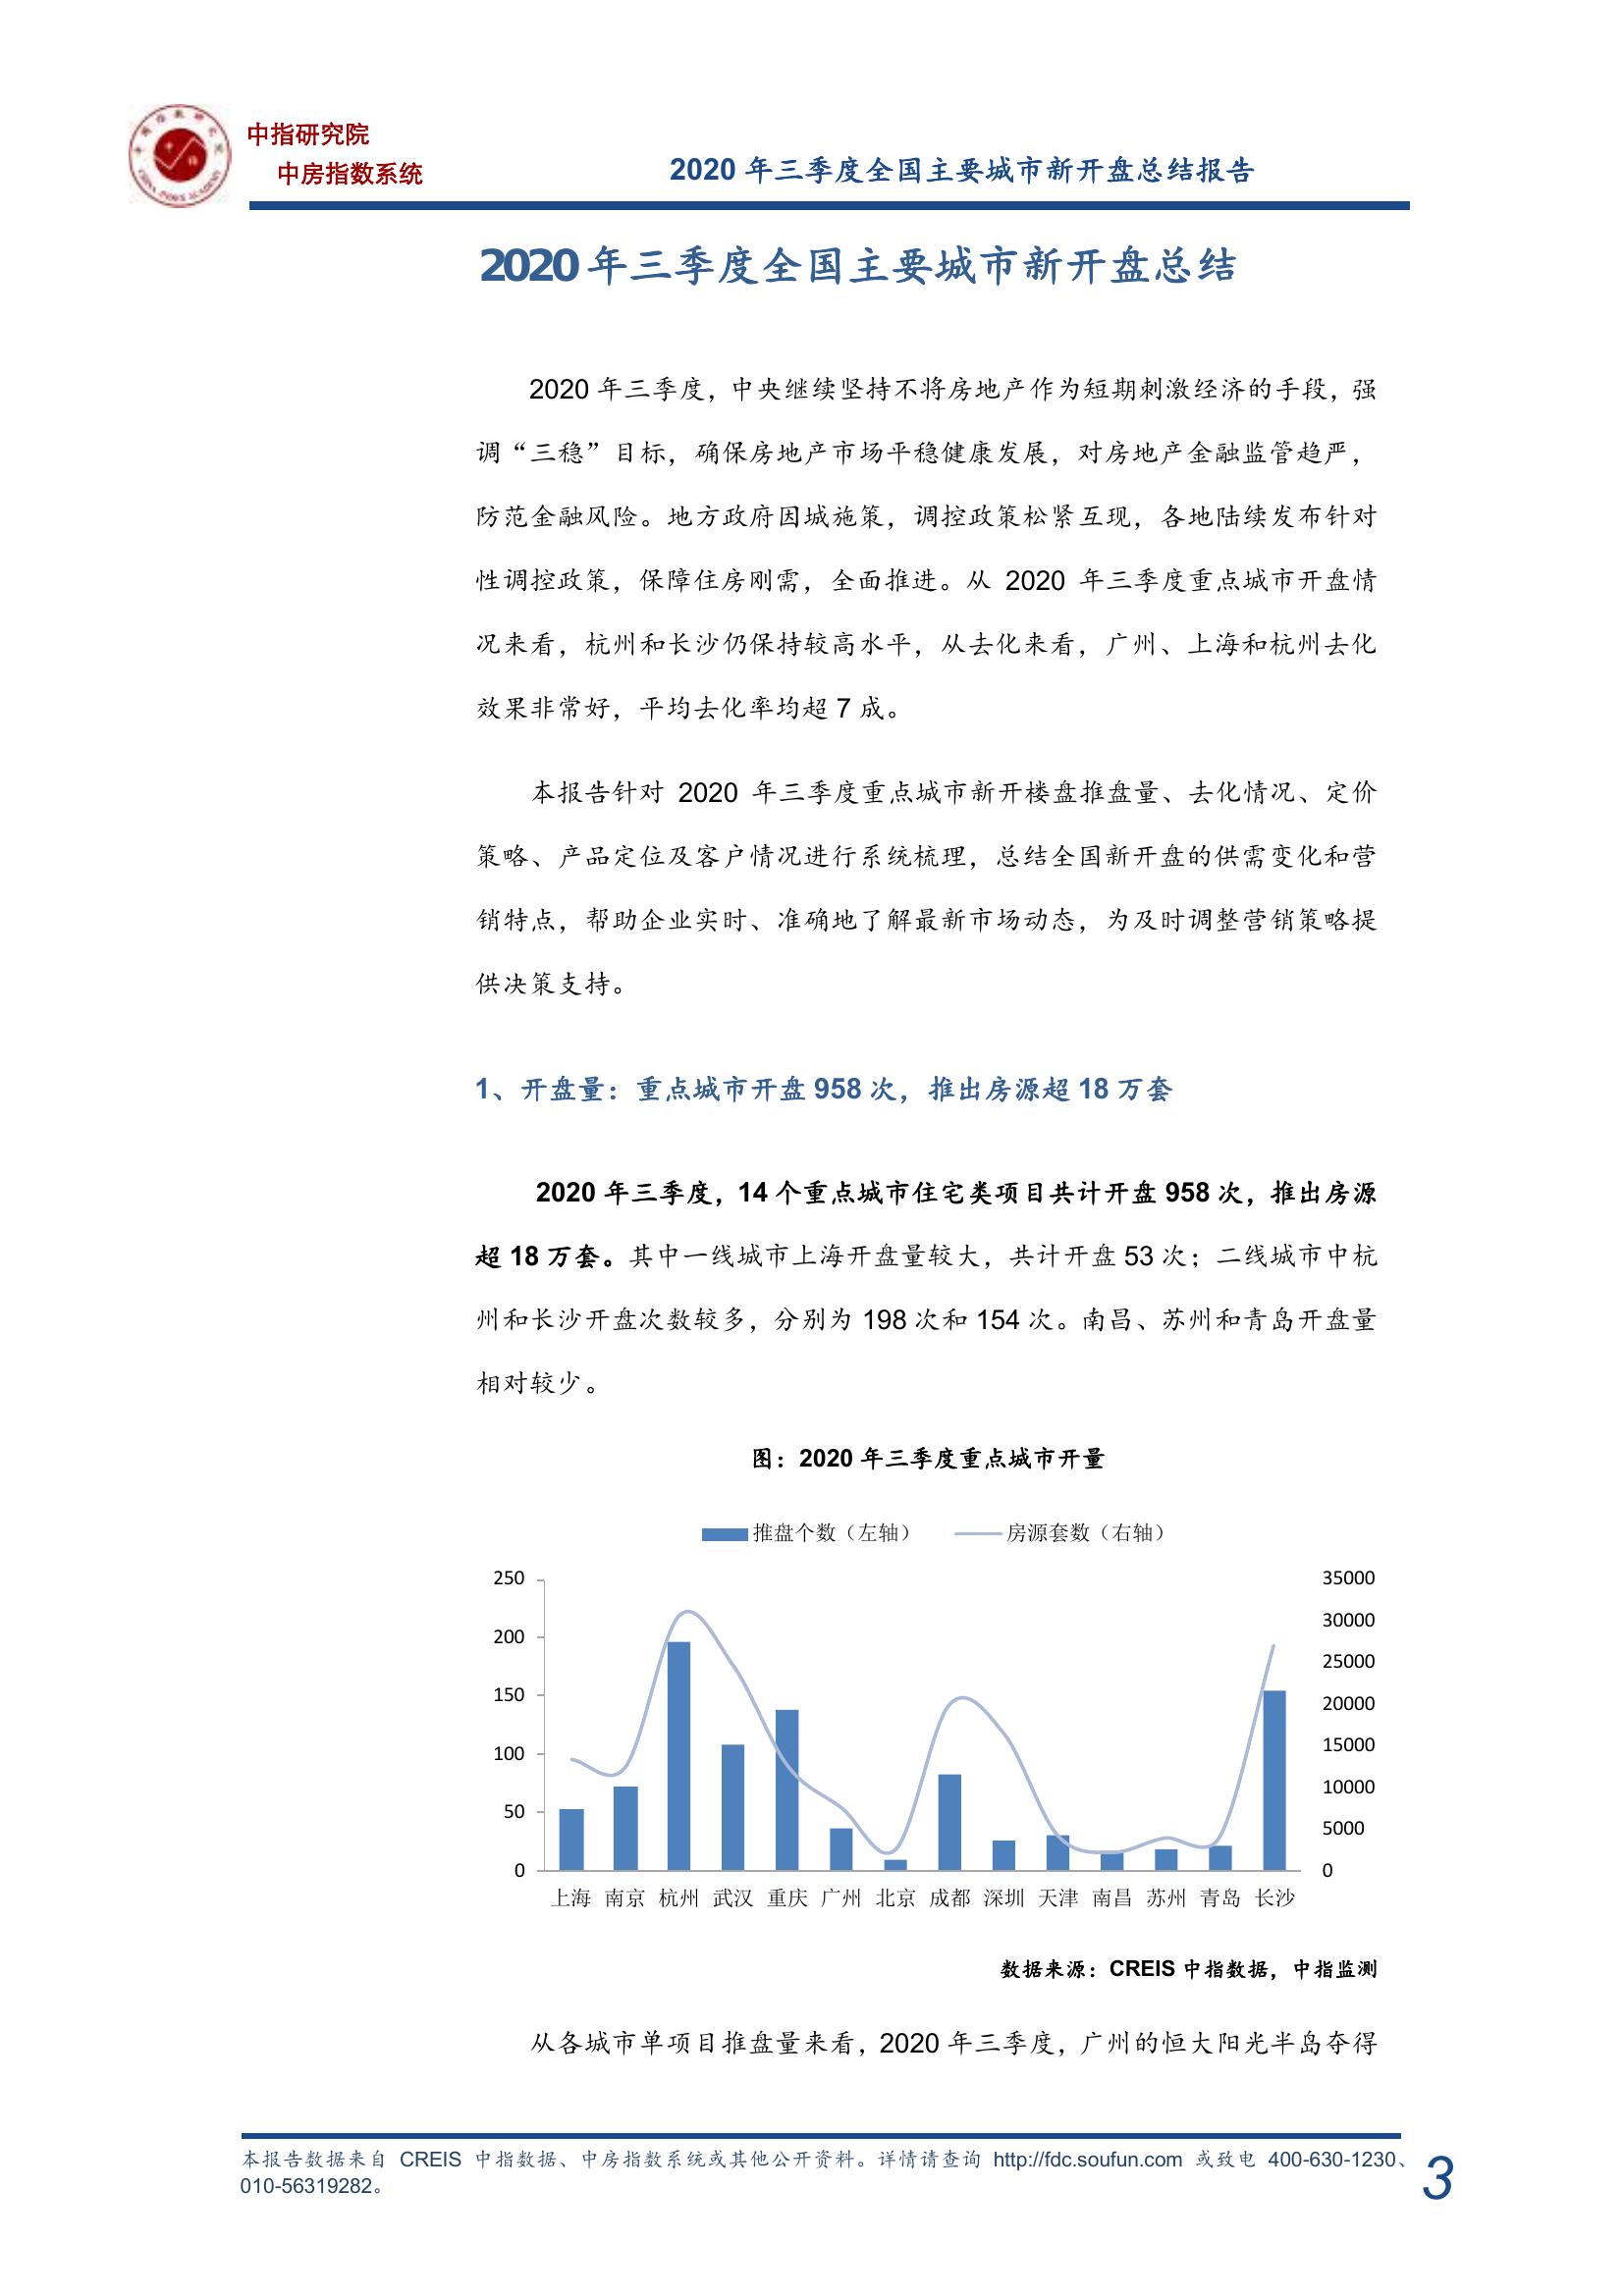 中指研究院
中房指数系统
2020 年三季度全国主要城市新开盘总结报告
2020 年三季度全国主要城市新开盘总结
2020 年三季度，中央继续坚持不将房地产作为短期刺激经济的手段，强
调“三稳”目标，确保房地产市场平稳健康发展，对房地产金融监管趋严，
防范金融风险。地方政府因城施策，调控政策松紧互现，各地陆续发布针对
性调控政策，保障住房刚需，全面推进。从 2020 年三季度重点城市开盘情
况来看，杭州和长沙仍保持较高水平，从去化来看，广州、上海和杭州去化
效果非常好，平均去化率均超 7 成。
本报告针对 2020 年三季度重点城市新开楼盘推盘量、去化情况、定价
策略、产品定位及客户情况进行系统梳理，总结全国新开盘的供需变化和营
销特点，帮助企业实时、准确地了解最新市场动态，为及时调整营销策略提
供决策支持。
1、开盘量：重点城市开盘 958 次，推出房源超 18 万套
2020 年三季度，14 个重点城市住宅类项目共计开盘 958 次，推出房源
超 18 万套。其中一线城市上海开盘量较大，共计开盘 53 次；二线城市中杭
州和长沙开盘次数较多，分别为 198 次和 154 次。南昌、苏州和青岛开盘量
相对较少。
图：2020 年三季度重点城市开量
推盘个数（左轴） 房源套数（右轴）
250 35000
30000
200
25000
150 20000
15000
100
10000
50 5000
0 0
上海 南京 杭州 武汉 重庆 广州 北京 成都 深圳 天津 南昌 苏州 青岛 长沙
数据来源：CREIS 中指数据，中指监测
从各城市单项目推盘量来看，2020 年三季度，广州的恒大阳光半岛夺得
本报告数据来自 CREIS 中指数据、中房指数系统或其他公开资料。详情请查询 http://fdc.soufun.com 或致电 400-630-1230、
010-56319282。
3